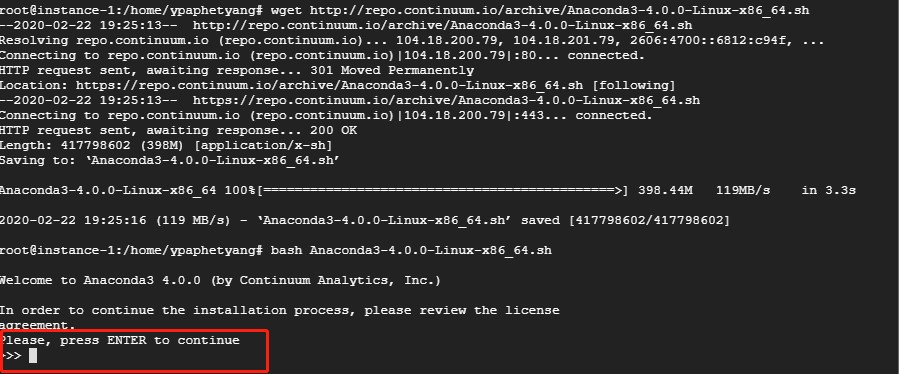 root@instance-1:/home/ypaphetyang# wget http://repo.continuum.io/archive/Anaconda3-4.0.0-Linux-x86_64.sh
--2020-02-22 19:25:13-- http://repo.continuum.io/archive/Anaconda3-4.0.0-Linux-x86_64.sh
Resolving repo.continuum.io (repo.continuum.io)... 104.18.200.79, 104.18.201.79, 2606:4700::6812:c94f, ...
Connecting to repo.continuum.io (repo.continuum.io)|104.18.200.79|:80... connected.
HTTP request sent, awaiting response... 301 Moved Permanently
Location: https://repo.continuum.io/archive/Anaconda3-4.0.0-Linux-x86_64.sh [following]
--2020-02-22 19:25:13-- https://repo.continuum.io/archive/Anaconda3-4.0.0-Linux-x86_64.sh
Connecting to repo.continuum.io (repo.continuum.io)|104.18.200.79|:443... connected.
HTTP request sent, awaiting response... 200 OK
Length: 417798602 (398M) [application/x-sh]
Saving to: ‘Anaconda3-4.0.0-Linux-x86_64.sh’
Anaconda3-4.0.0-Linux-x86_64 100%[================================================>] 398.44M 119MB/s in 3.3s
2020-02-22 19:25:16 (119 MB/s) - ‘Anaconda3-4.0.0-Linux-x86_64.sh’ saved [417798602/417798602]
root@instance-1:/home/ypaphetyang# bash Anaconda3-4.0.0-Linux-x86_64.sh
Welcome to Anaconda3 4.0.0 (by Continuum Analytics, Inc.)
In order to continue the installation process, please review the license
agreement.
Please, press ENTER to continue
>>>